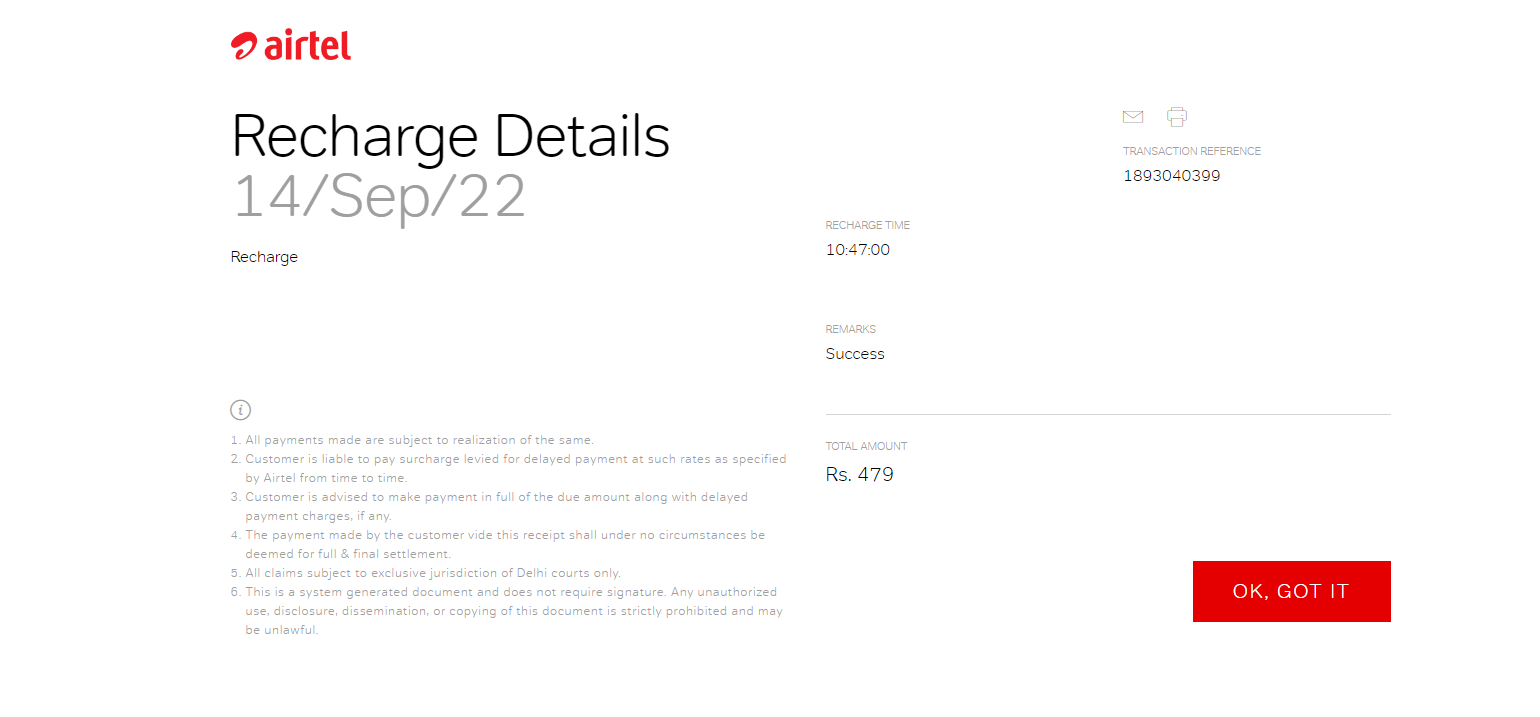 airtel
Recharge Details
14/Sep/22
Recharge
TRANSACTION REFERENCE
1893040399
RECHARGE TIME
10:47:00
REMARKS
Success
TOTAL AMOUNT
Rs. 479
1. All payments made are subject to realization of the same.
2. Customer is liable to pay surcharge levied for delayed payment at such rates as specified
by Airtel from time to time.
3. Customer is advised to make payment in full of the due amount along with delayed
payment charges, if any.
4. The payment made by the customer vide this receipt shall under no circumstances be
deemed for full & final settlement.
5. All claims subject to exclusive jurisdiction of Delhi courts only.
6. This is a system generated document and does not require signature. Any unauthorized
use, disclosure, dissemination, or copying of this document is strictly prohibited and may
be unlawful.
OK, GOT IT